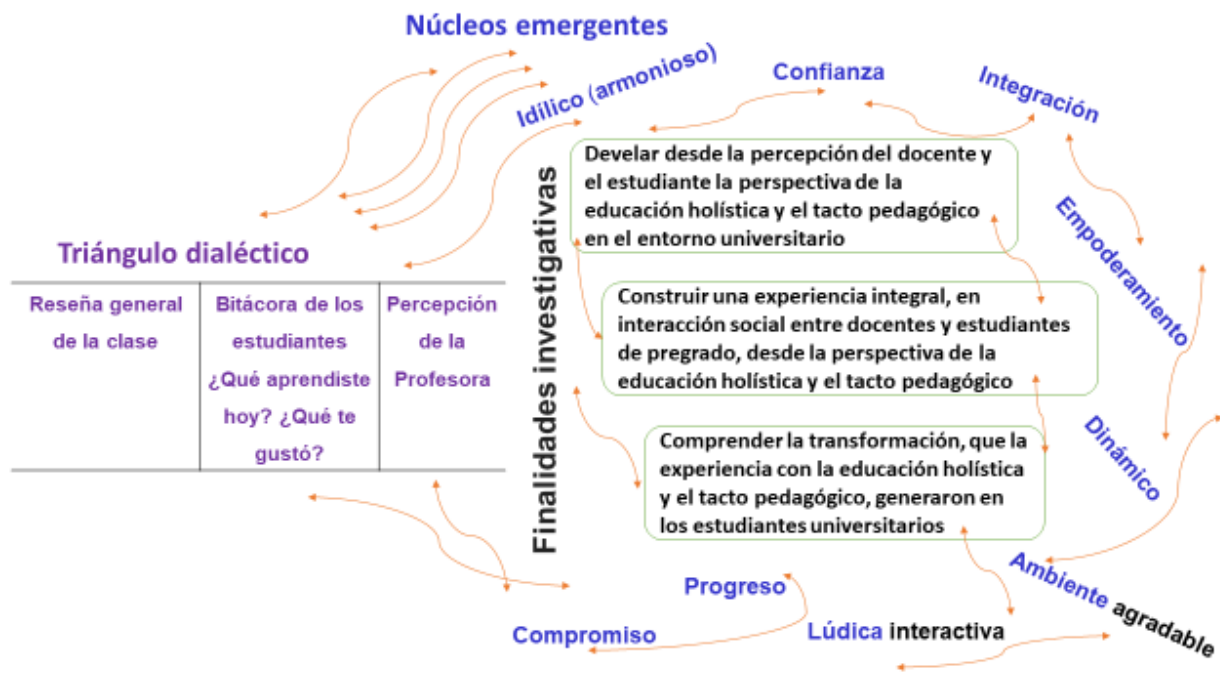 Núcleos emergentes
Idílico (armonioso)
Confianza
Integración
Empoderamiento
Dinámico
Ambiente agradable
Lúdica interactiva
Progreso
Compromiso
Triángulo dialéctico
Reseña general
de la clase
Bitácora de los
estudiantes
¿Qué aprendiste
hoy? ¿Qué te
gustó?
Percepción
de la
Profesora
Finalidades investigativas
Develar desde la percepción del docente y
el estudiante la perspectiva de la
educación holística y el tacto pedagógico
en el entorno universitario
Construir una experiencia integral, en
interacción social entre docentes y estudiantes
de pregrado, desde la perspectiva de la
educación holística y el tacto pedagógico
Comprender la transformación, que la
experiencia con la educación holística
y el tacto pedagógico, generaron en
los estudiantes universitarios